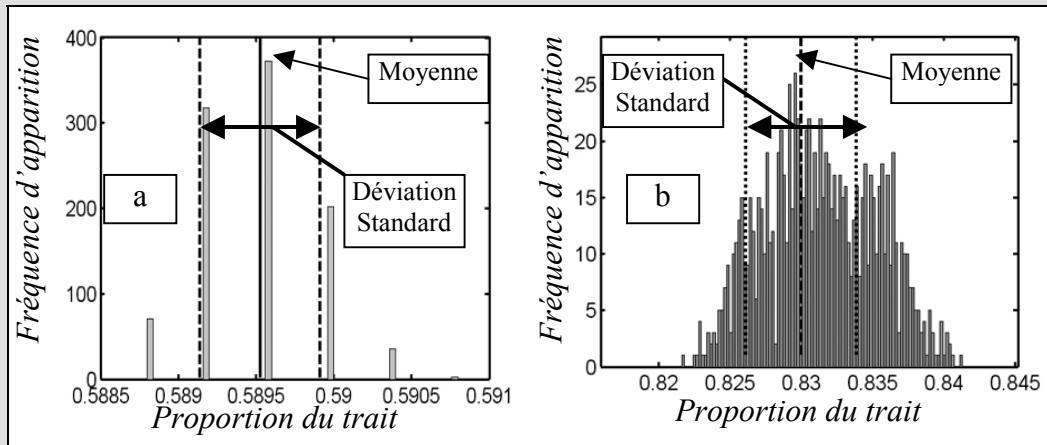 400
300
200
100
0
Fréquence d'apparition
a
Moyenne
Déviation
Standard
0.5885
0.589
0.5895
0.59
0.5905
0.591
Proportion du trait
25
20
15
10
5
0
Fréquence d'apparition
Déviation
Standard
Moyenne
b
0.82
0.825
0.83
0.835
0.84
0.845
Proportion du trait